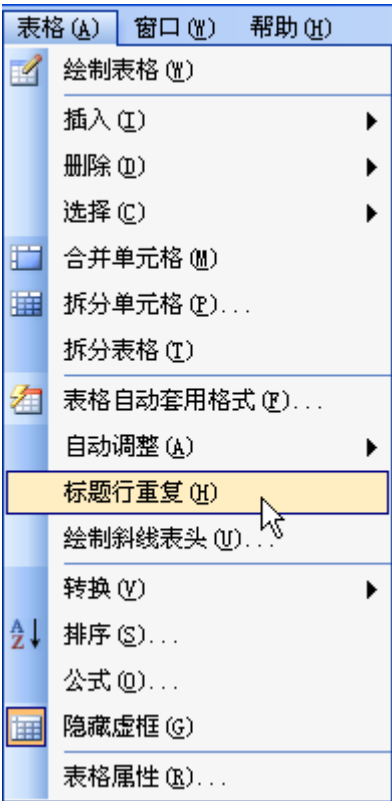 表格(A) 窗口(W) 帮助(H)
绘制表格(W)
插入(I)
删除(D)
选择(C)
合并单元格(M)
拆分单元格(P)...
拆分表格(T)
表格自动套用格式(F)...
自动调整(A)
标题行重复(H)
绘制斜线表头(U)...
转换(V)
排序(S)...
公式(O)...
隐藏虚框(G)
表格属性(R)...